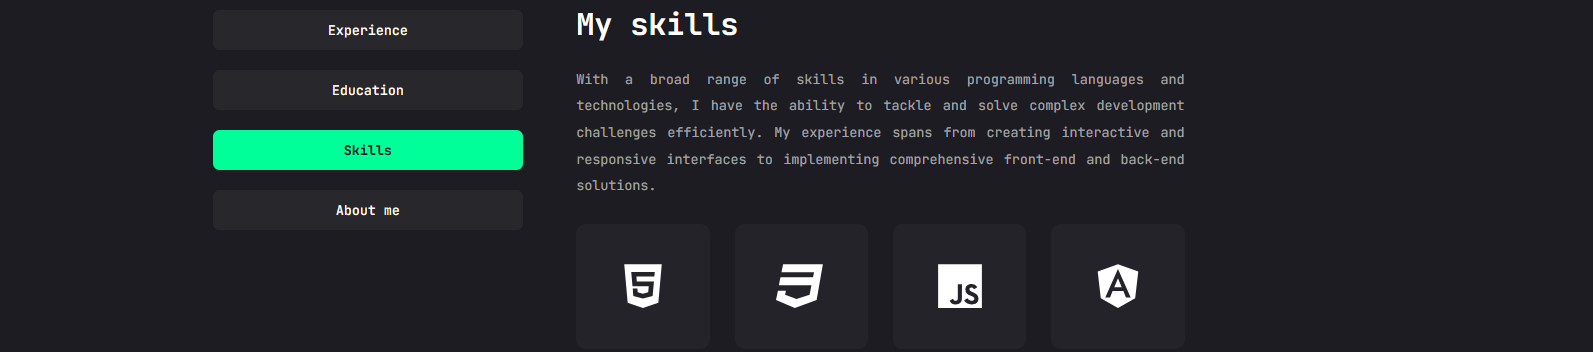 Experience
Education
Skills
About me
My skills
With a broad range of skills in various programming languages and
technologies, I have the ability to tackle and solve complex development
challenges efficiently. My experience spans from creating interactive and
responsive interfaces to implementing comprehensive front-end and back-end
solutions.
5
JS
A